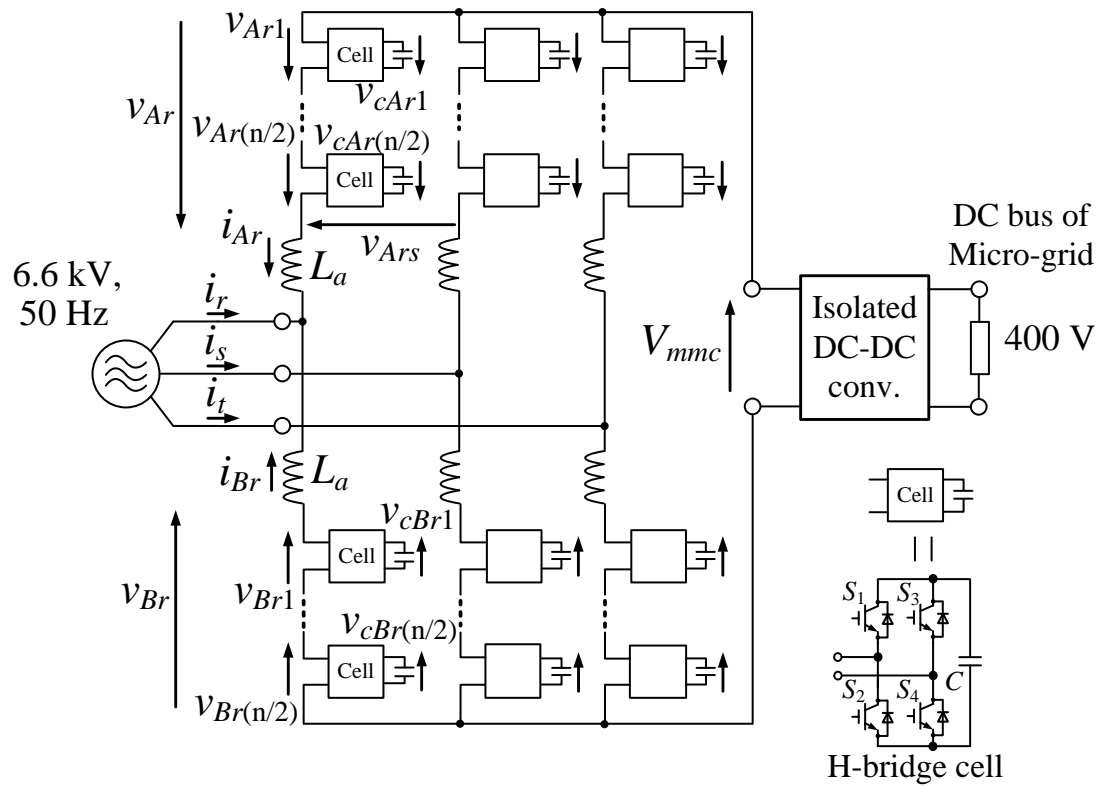 v_Ar1
Cell
v_cAr1
v_Ar
v_Ar(n/2)
v_cAr(n/2)
Cell
i_Ar
v_Ars
L_a
DC bus of
Micro-grid
6.6 kV,
50 Hz
i_r
i_s
i_t
V_mmc
Isolated
DC-DC
conv.
400 V
i_Br
L_a
v_cBr1
Cell
v_Br
v_Br1
v_cBr(n/2)
Cell
v_Br(n/2)
Cell
S_1
S_3
S_2
S_4
C
H-bridge cell